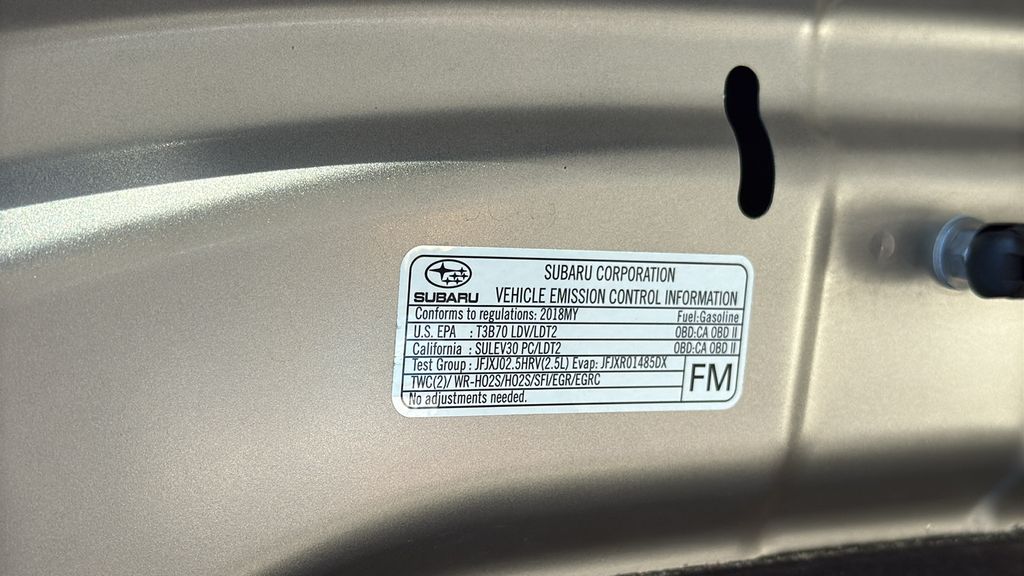 SUBARU CORPORATION
SUBARU
VEHICLE EMISSION CONTROL INFORMATION
Conforms to regulations: 2018MY Fuel:Gasoline
U.S. EPA : T3B70 LDV/LDT2 OBD:CA OBD II
California : SULEV30 PC/LDT2 OBD:CA OBD II
Test Group : JFJXJ02.5HRV(2.5L) Evap: JFJXR01485DX
TWC(2)/ WR-HO2S/HO2S/SFI/EGR/EGRC
FM
No adjustments needed.